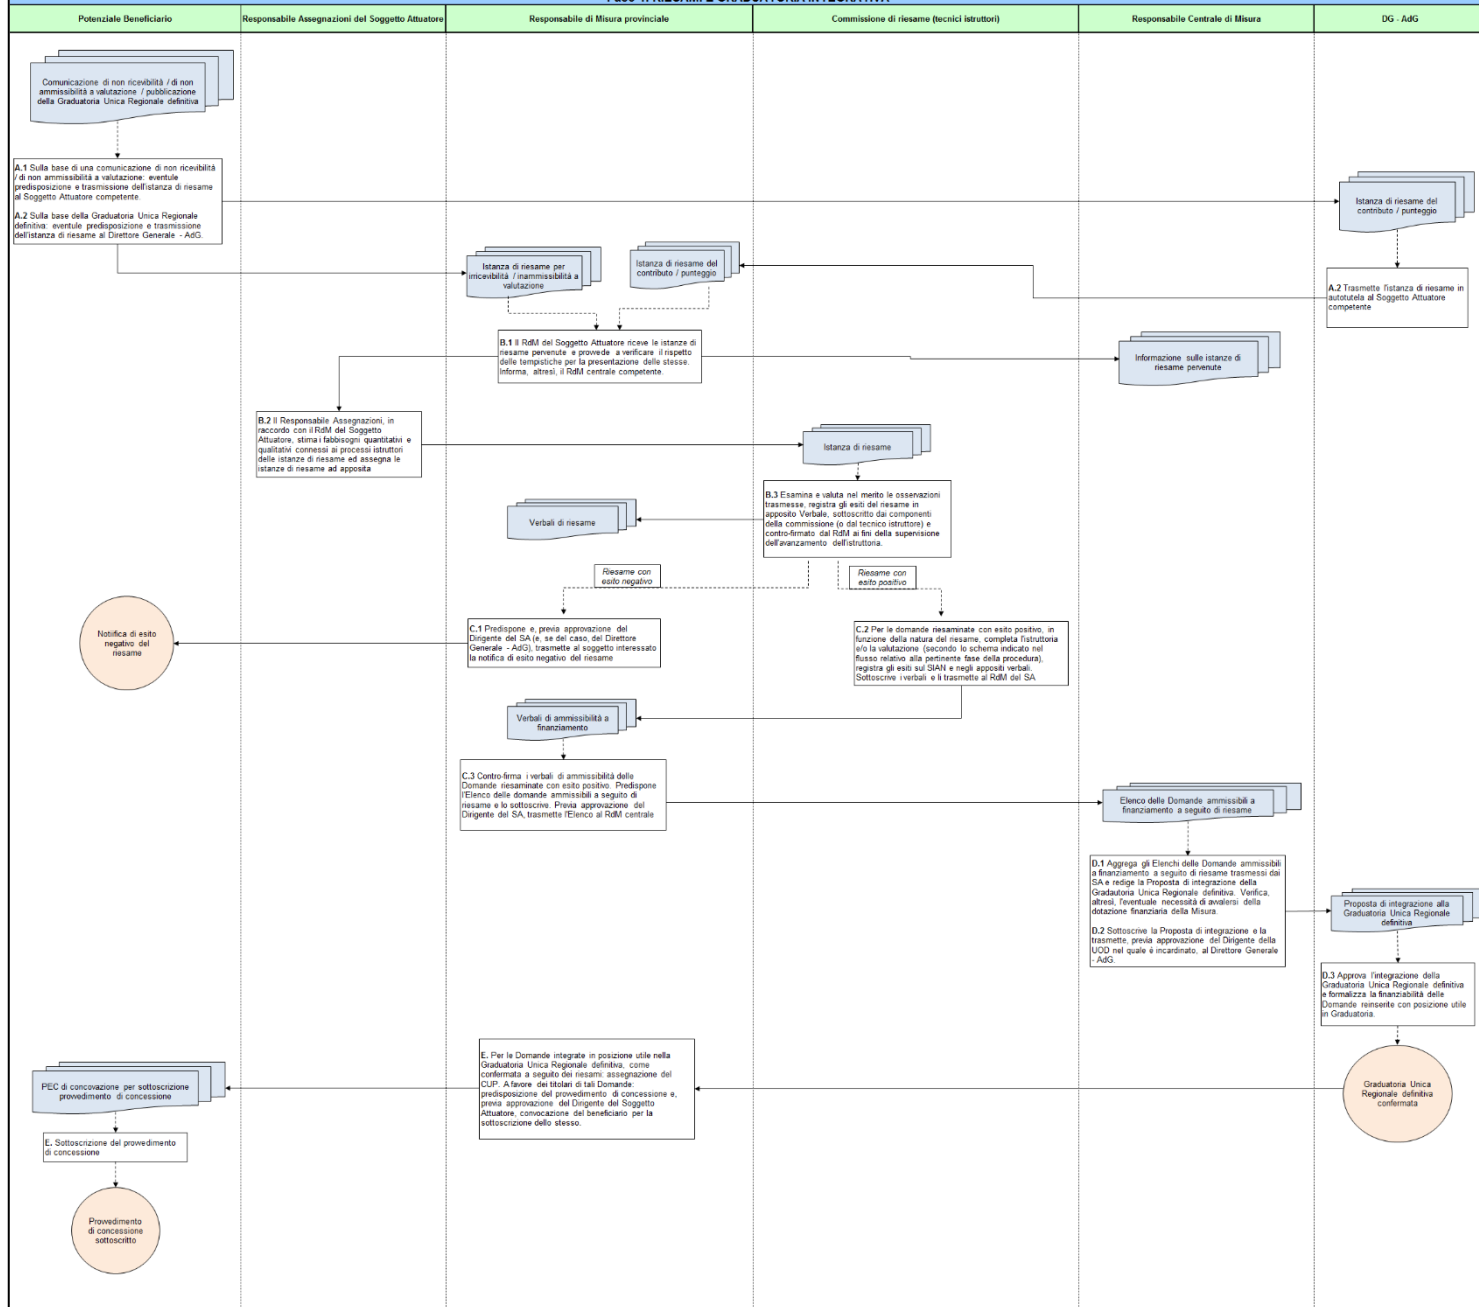 RIESAMI E GRADUATORIA INTEGRATIVA
Potenziale Beneficiario
Responsabile Assegnazioni del Soggetto Attuatore
Responsabile di Misura provinciale
Commissione di riesame (tecnici istruttori)
Responsabile Centrale di Misura
DG - AdG
Comunicazione di non ricevibilità / di non
ammissibilità a valutazione / pubblicazione
della Graduatoria Unica Regionale definitiva
A.1 Sulla base di una comunicazione di non ricevibilità
/ di non ammissibilità a valutazione: eventule
predisposizione e trasmissione dell'istanza di riesame
al Soggetto Attuatore competente.
A.2 Sulla base della Graduatoria Unica Regionale
definitiva: eventule predisposizione e trasmissione
dell'istanza di riesame al Direttore Generale - AdG.
Istanza di riesame del
contributo / punteggio
Istanza di riesame per
irricevibilità / inammissibilità a
valutazione
Istanza di riesame del
contributo / punteggio
A.2 Trasmette l'istanza di riesame in
autotutela al Soggetto Attuatore
competente
B.1 Il RdM del Soggetto Attuatore riceve le istanze di
riesame pervenute e provvede a verificare il rispetto
delle tempistiche per la presentazione delle stesse.
Informa, altresì, il RdM centrale competente.
Informazione sulle istanze di
riesame pervenute
B.2 Il Responsabile Assegnazioni, in
raccordo con il RdM del Soggetto
Attuatore, stima i fabbisogni quantitativi e
qualitativi connessi ai processi istruttori
delle istanze di riesame ed assegna le
istanze di riesame ad apposita
Istanza di riesame
B.3 Esamina e valuta nel merito le osservazioni
trasmesse, registra gli esiti del riesame in
apposito Verbale, sottoscritto dai componenti
della commissione (o dal tecnico istruttore) e
contro-firmato dal RdM ai fini della supervisione
dell'avanzamento dell'istruttoria.
Verbali di riesame
Riesame con
esito negativo
Riesame con
esito positivo
Notiifica di esito
negativo del
riesame
C.1 Predispone e, previa approvazione del
Dirigente del SA (e, se del caso, del Direttore
Generale - AdG), trasmette al soggetto interessato
la notifica di esito negativo del riesame
C.2 Per le domande riesaminate con esito positivo, in
funzione della natura del riesame, completa l'istruttoria
e/o la valutazione (secondo lo schema indicato nel
flusso relativo alla pertinente fase della procedura),
registra gli esiti sul SIAN e negli appositi verbali.
Sottoscrive i verbali e li trasmette al RdM del SA
Verbali di ammissibilità a
finanziamento
C.3 Contro-firma i verbali di ammissibilità delle
Domande riesaminate con esito positivo. Predispone
l'Elenco delle domande ammissibili a seguito di
riesame e lo sottoscrive. Previa approvazione del
Dirigente del SA, trasmette l'Elenco al RdM centrale
Elenco delle Domande ammissibili a
finanziamento a seguito di riesame
D.1 Aggrega gli Elenchi delle Domande ammissibili
a finanziamento a seguito di riesame trasmessi dai
SA e redige la Proposta di integrazione della
Gradautoria Unica Regionale definitiva. Verifica,
altresì, l'eventuale necessità di avvalersi della
dotazione finanziaria della Misura.
D.2 Sottoscrive la Proposta di integrazione e la
trasmette, previa approvazione del Dirigente della
UOD nel quale è incardinato, al Direttore Generale
- AdG.
Proposta di integrazione alla
Graduatoria Unica Regionale
definitiva
D.3 Approva l'integrazione della
Graduatoria Unica Regionale definitiva
e formalizza la finanziabilità delle
Domande reinserite con posizione utile
in Graduatoria.
E. Per le Domande integrate in posizione utile nella
Graduatoria Unica Regionale definitiva, come
confermata a seguito dei riesami: assegnazione del
CUP. A favore dei titolari di tali Domande:
predisposizione del provvedimento di concessione e,
previa approvazione del Dirigente del Soggetto
Attuatore, convocazione del beneficiario per la
sottoscrizione dello stesso.
PEC di concovazione per sottoscrizione
provvedimento di concessione
Graduatoria Unica
Regionale definitiva
confermata
E. Sottoscrizione del provvedimento
di concessione
Provvedimento
di concessione
sottoscritto